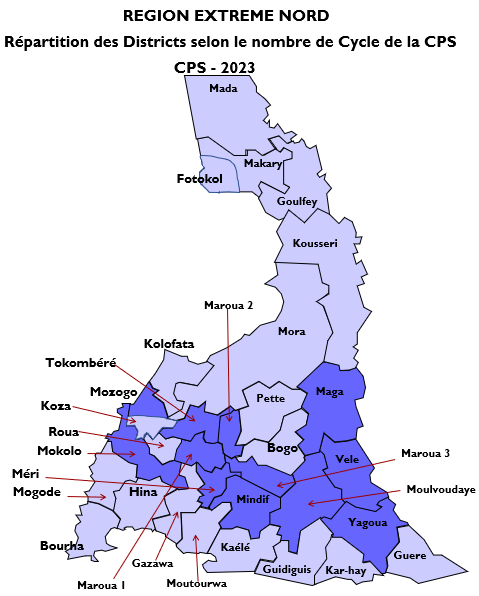 REGION EXTREME NORD
Répartition des Districts selon le nombre de Cycle de la CPS
CPS - 2023
Mada
Makary
Fotokol
Goulfey
Kousseri
Maroua 2
Mora
Kolofata
Tokombéré
Mozogo
Maga
Pette
Koza
Roua
Bogo
Mokolo
Maroua 3
Vele
Méri
Mogode
Hina
Mindif
Moulvoudaye
Yagoua
Bourha
Kaélé
Guere
Gazawa
Guidiguis
Kar-hay
Maroua 1
Moutourwa